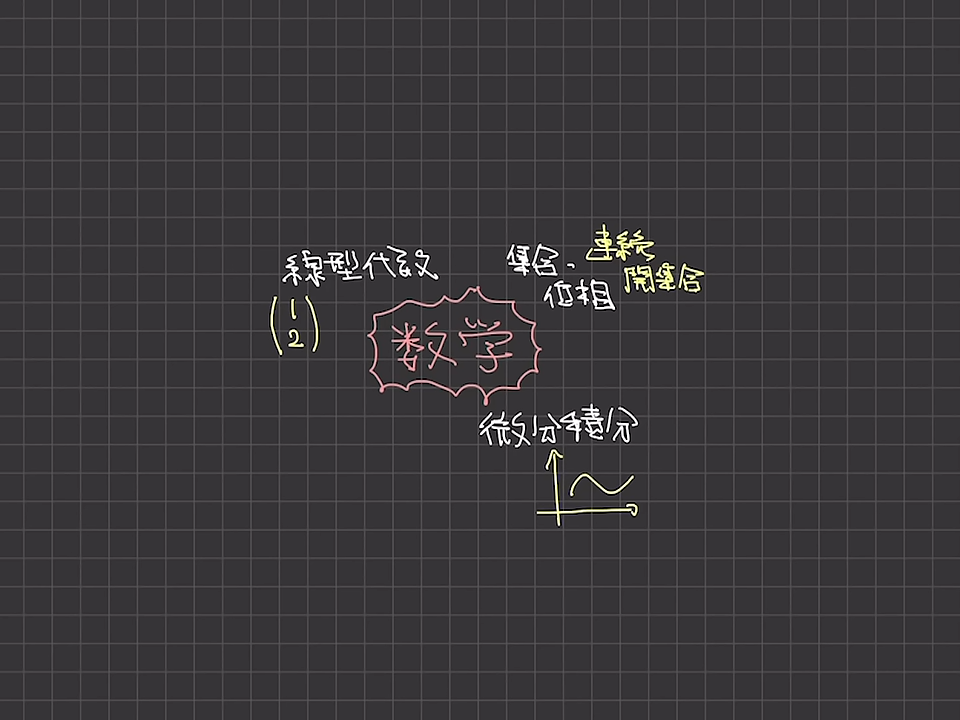 線型代数
(1
2)
集合、
位相
連続
開集合
数学
微分積分